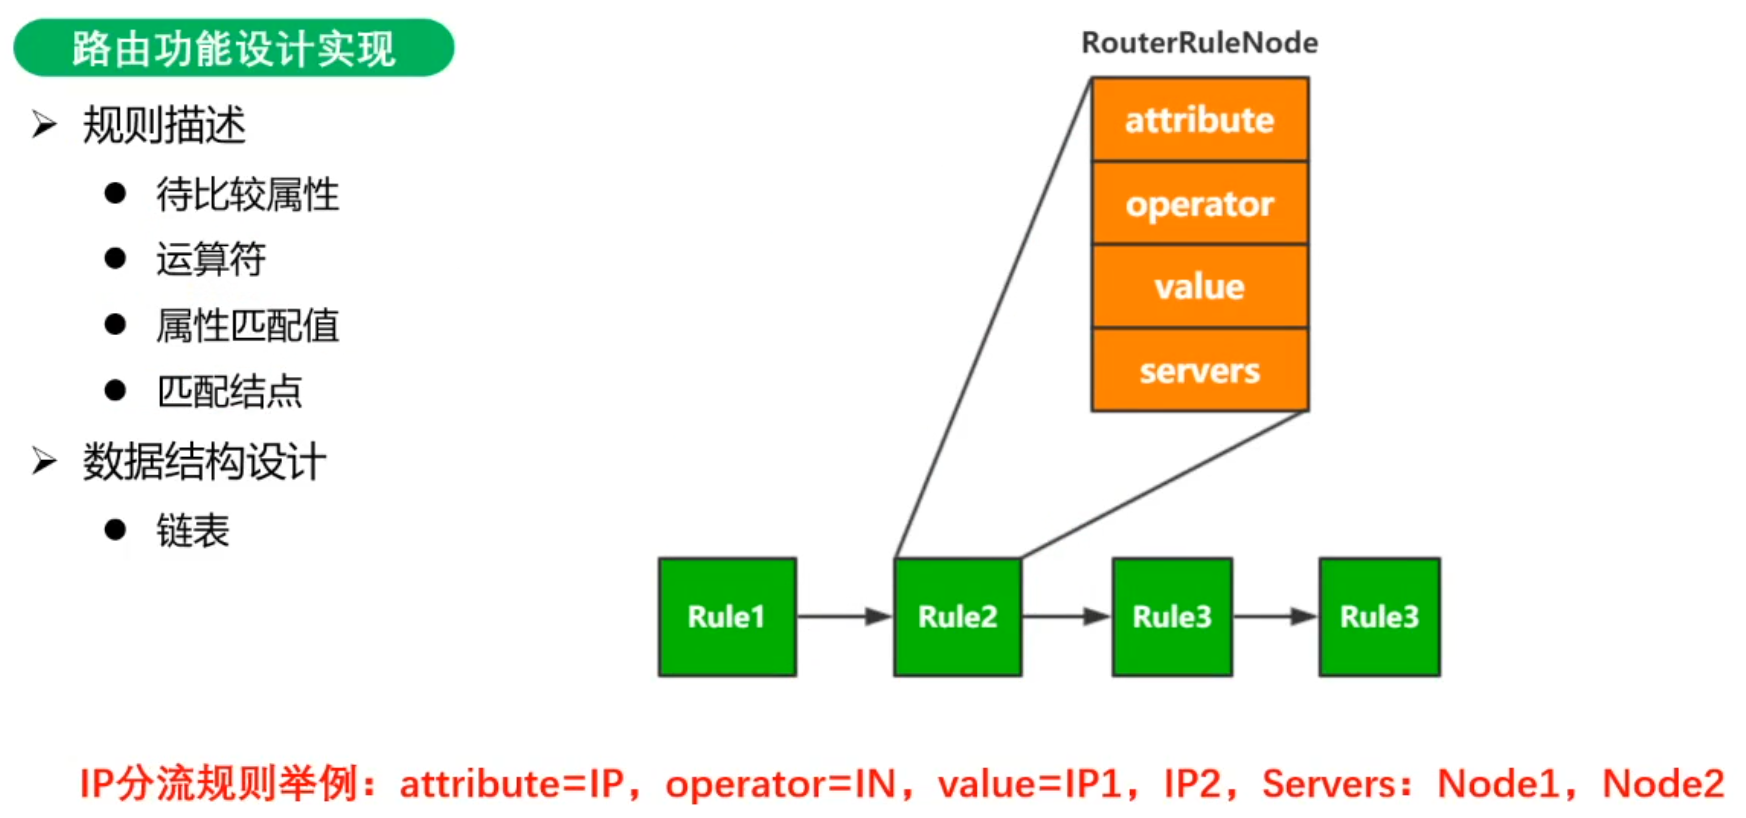 路由功能设计实现
规则描述
待比较属性
运算符
属性匹配值
匹配结点
数据结构设计
链表
RouterRuleNode
attribute
operator
value
servers
Rule1
Rule2
Rule3
Rule3
IP分流规则举例：attribute=IP，operator=IN，value=IP1，IP2，Servers：Node1，Node2